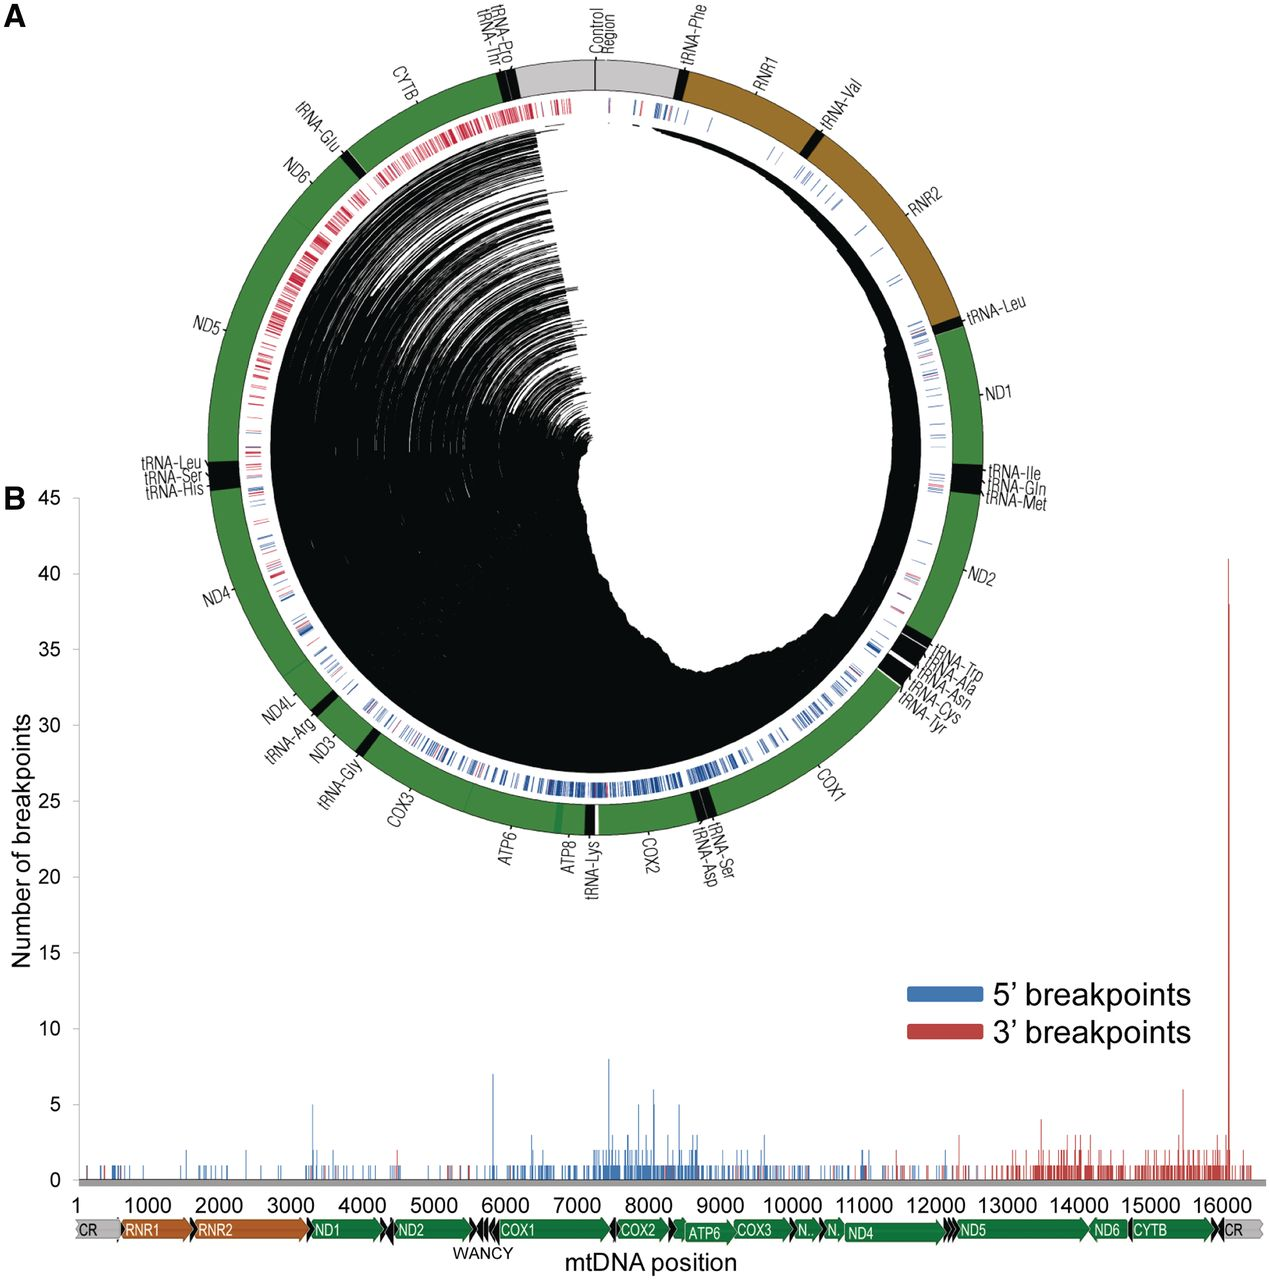 A
tRNA-Thr
tRNA-Pro
Control
Region
tRNA-Phe
RNR1
tRNA-Val
RNR2
tRNA-Leu
ND1
tRNA-Ile
tRNA-Gln
tRNA-Met
ND2
tRNA-Trp
tRNA-Ala
tRNA-Asn
tRNA-Cys
tRNA-Tyr
COX1
tRNA-Ser
tRNA-Asp
COX2
tRNA-Lys
ATP8
ATP6
COX3
tRNA-Gly
ND3
tRNA-Arg
ND4L
ND4
tRNA-His
tRNA-Ser
tRNA-Leu
ND5
ND6
tRNA-Glu
CYTB
B
Number of breakpoints
45
40
35
30
25
20
15
10
5
0
5’ breakpoints
3’ breakpoints
1 1000 2000 3000 4000 5000 6000 7000 8000 9000 10000 11000 12000 13000 14000 15000 16000
CR RNR1 RNR2 ND1 ND2 COX1 COX2 ATP6 COX3 N.. N. ND4 ND5 ND6 CYTB CR
WANCY
mtDNA position